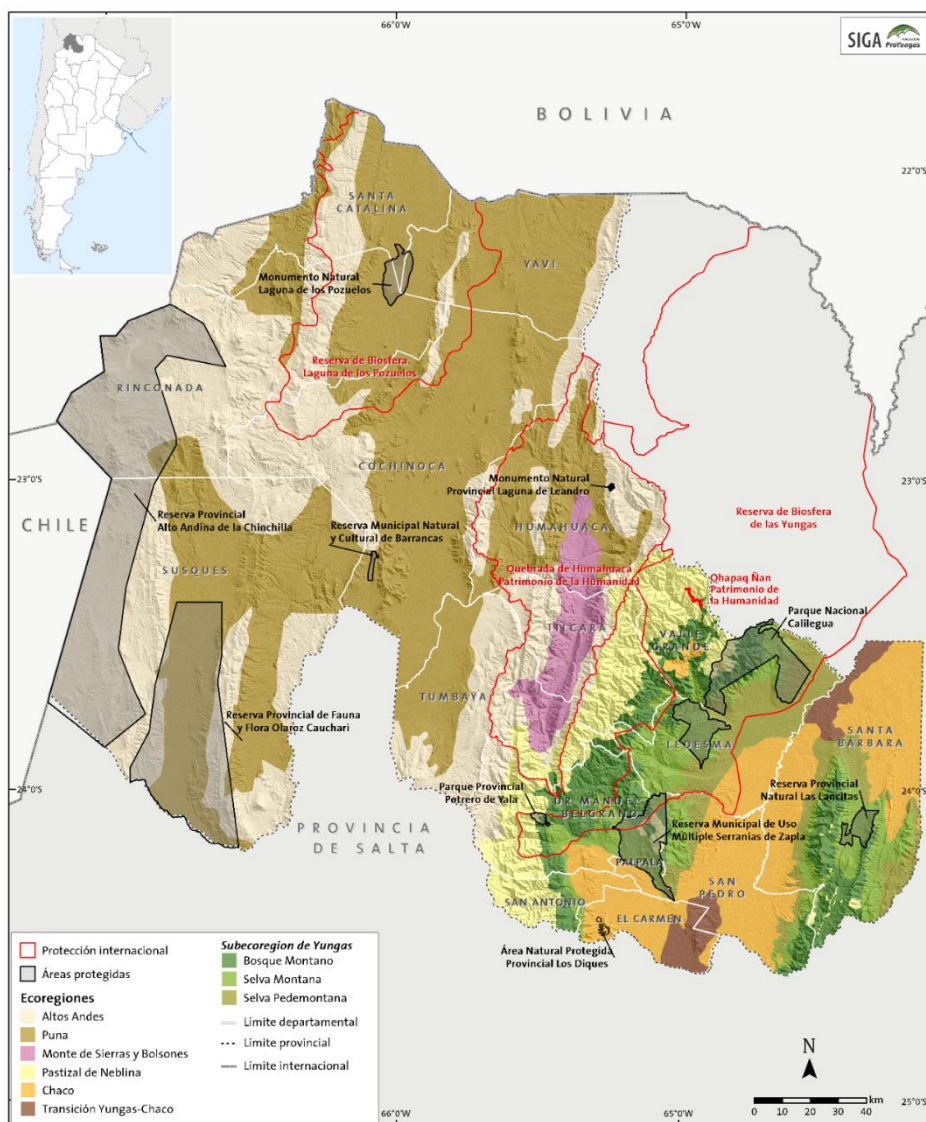 66°0'W
65°0'W
SIGA
FUNDACIÓN
ProYungas
BOLIVIA
22°0'S
SANTA
CATALINA
YAVI
Monumento Natural
Laguna de los Pozuelos
Reserva de Biosfera
Laguna de los Pozuelos
RINCONADA
COCHINOCA
23°0'S
23°0'S
Monumento Natural
Provincial Laguna de Leandro
CHILE
Reserva Provincial
Alto Andina de la Chinchilla
Reserva Municipal Natural
y Cultural de Barrancas
HUMAHUACA
Reserva de Biosfera
de las Yungas
SUSQUES
Quebrada de Humahuaca
Patrimonio de la Humanidad
Qhapaq Ñan
Patrimonio de
la Humanidad
Parque Nacional
Calilegua
TILCARA
VALLE
GRANDE
TUMBAYA
Reserva Provincial de Fauna
y Flora Olaroz Cauchari
LEDESMA
SANTA
BÁRBARA
24°0'S
24°0'S
Parque Provincial
Potrero de Yala
DR MANUEL
BELGRANO
Reserva Provincial
Natural Las Lancitas
Reserva Municipal de Uso
Múltiple Serranías de Zapla
PROVINCIA
DE SALTA
PALPALÁ
SAN
PEDRO
SAN ANTONIO
EL CARMEN
Área Natural Protegida
Provincial Los Diques
Protección internacional
Áreas protegidas
Ecoregiones
Altos Andes
Puna
Monte de Sierras y Bolsones
Pastizal de Neblina
Chaco
Transición Yungas-Chaco
Subecoregion de Yungas
Bosque Montano
Selva Montana
Selva Pedemontana
Límite departamental
Límite provincial
Límite internacional
N
km
0 10 20 30 40
25°0'S
66°0'W
65°0'W
25°0'S